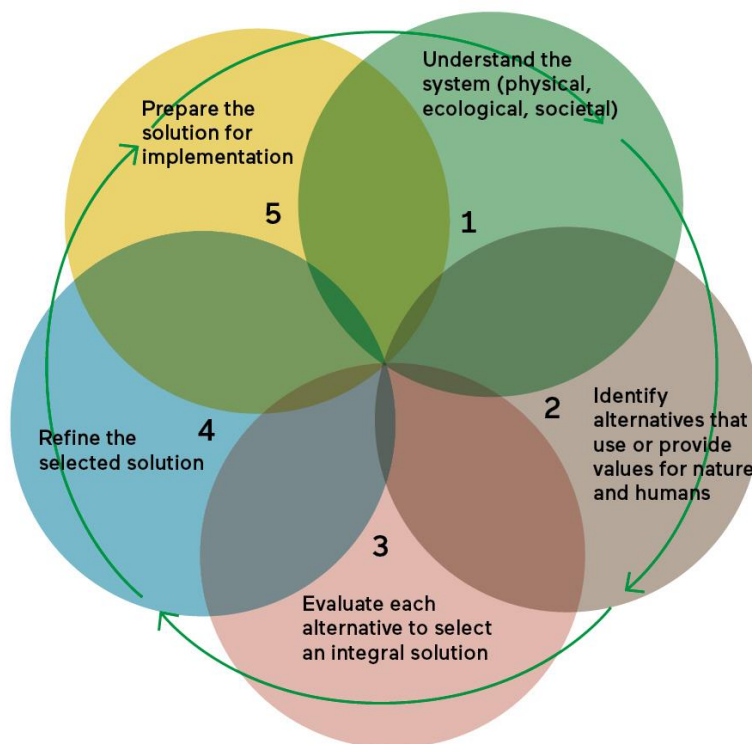 Understand the
system (physical,
ecological, societal)
1
Identify
alternatives that
use or provide
values for nature
and humans
2
3
Evaluate each
alternative to select
an integral solution
4
Refine the
selected solution
Prepare the
solution for
implementation
5